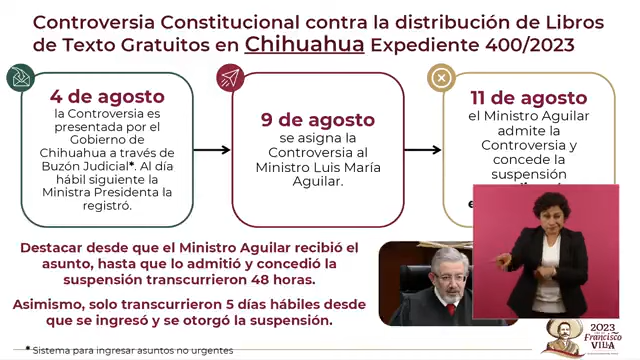 Controversia Constitucional contra la distribución de Libros
de Texto Gratuitos en Chihuahua Expediente 400/2023
4 de agosto
la Controversia es
presentada por el
Gobierno de
Chihuahua a través de
Buzón Judicial*. Al día
hábil siguiente la
Ministra Presidenta la
registró.
9 de agosto
se asigna la
Controversia al
Ministro Luis María
Aguilar.
11 de agosto
el Ministro Aguilar
admite la
Controversia y
concede la
suspensión
Destacar desde que el Ministro Aguilar recibió el
asunto, hasta que lo admitió y concedió la
suspensión transcurrieron 48 horas.
Asimismo, solo transcurrieron 5 días hábiles desde
que se ingresó y se otorgó la suspensión.
* Sistema para ingresar asuntos no urgentes
2023
Francisco
VILLA